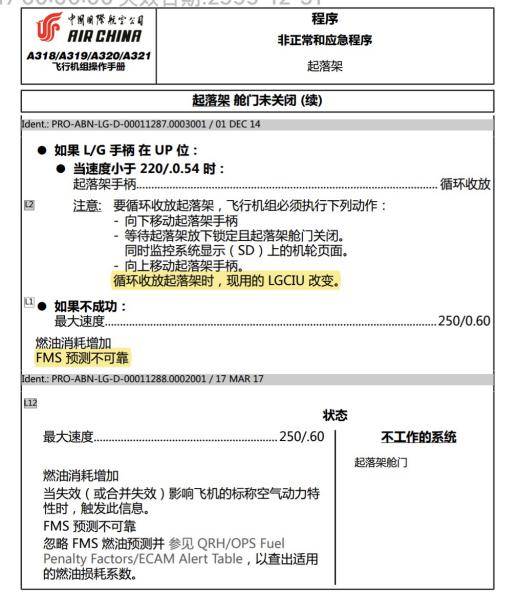 中国国际航空公司
AIR CHINA
A318/A319/A320/A321
飞行机组操作手册
程序
非正常和应急程序
起落架
起落架 舱门未关闭 (续)
Ident.: PRO-ABN-LG-D-00011287.0003001 / 01 DEC 14
● 如果 L/G 手柄 在 UP 位：
● 当速度小于 220/.0.54 时：
起落架手柄........................................................................ 循环收放
L2 注意: 要循环收放起落架，飞行机组必须执行下列动作：
- 向下移动起落架手柄
- 等待起落架放下锁定且起落架舱门关闭。
同时监控系统显示（SD）上的机轮页面。
- 向上移动起落架手柄。
循环收放起落架时，现用的 LGCIU 改变。
L1 ● 如果不成功：
最大速度................................................................................250/0.60
燃油消耗增加
FMS 预测不可靠
Ident.: PRO-ABN-LG-D-00011288.0002001 / 17 MAR 17
L12
状态
最大速度............................................ 250/.60
不工作的系统
起落架舱门
燃油消耗增加
当失效（或合并失效）影响飞机的标称空气动力特
性时，触发此信息。
FMS 预测不可靠
忽略 FMS 燃油预测并 参见 QRH/OPS Fuel
Penalty Factors/ECAM Alert Table，以查出适用
的燃油损耗系数。